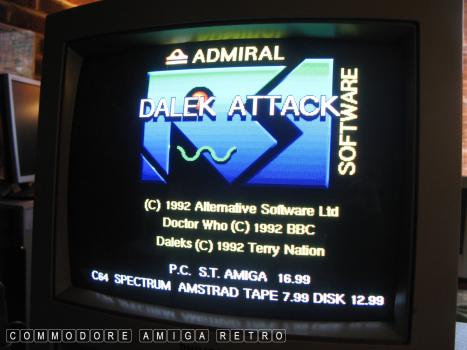 ADMIRAL
DALEK ATTACK
SOFTWARE
(C) 1992 Alternative Software Ltd
Doctor Who (C) 1992 BBC
Daleks (C) 1992 Terry Nation
P.C. S.T. AMIGA 16.99
C64 SPECTRUM AMSTRAD TAPE 7.99 DISK 12.99
COMMODORE AMIGA RETRO